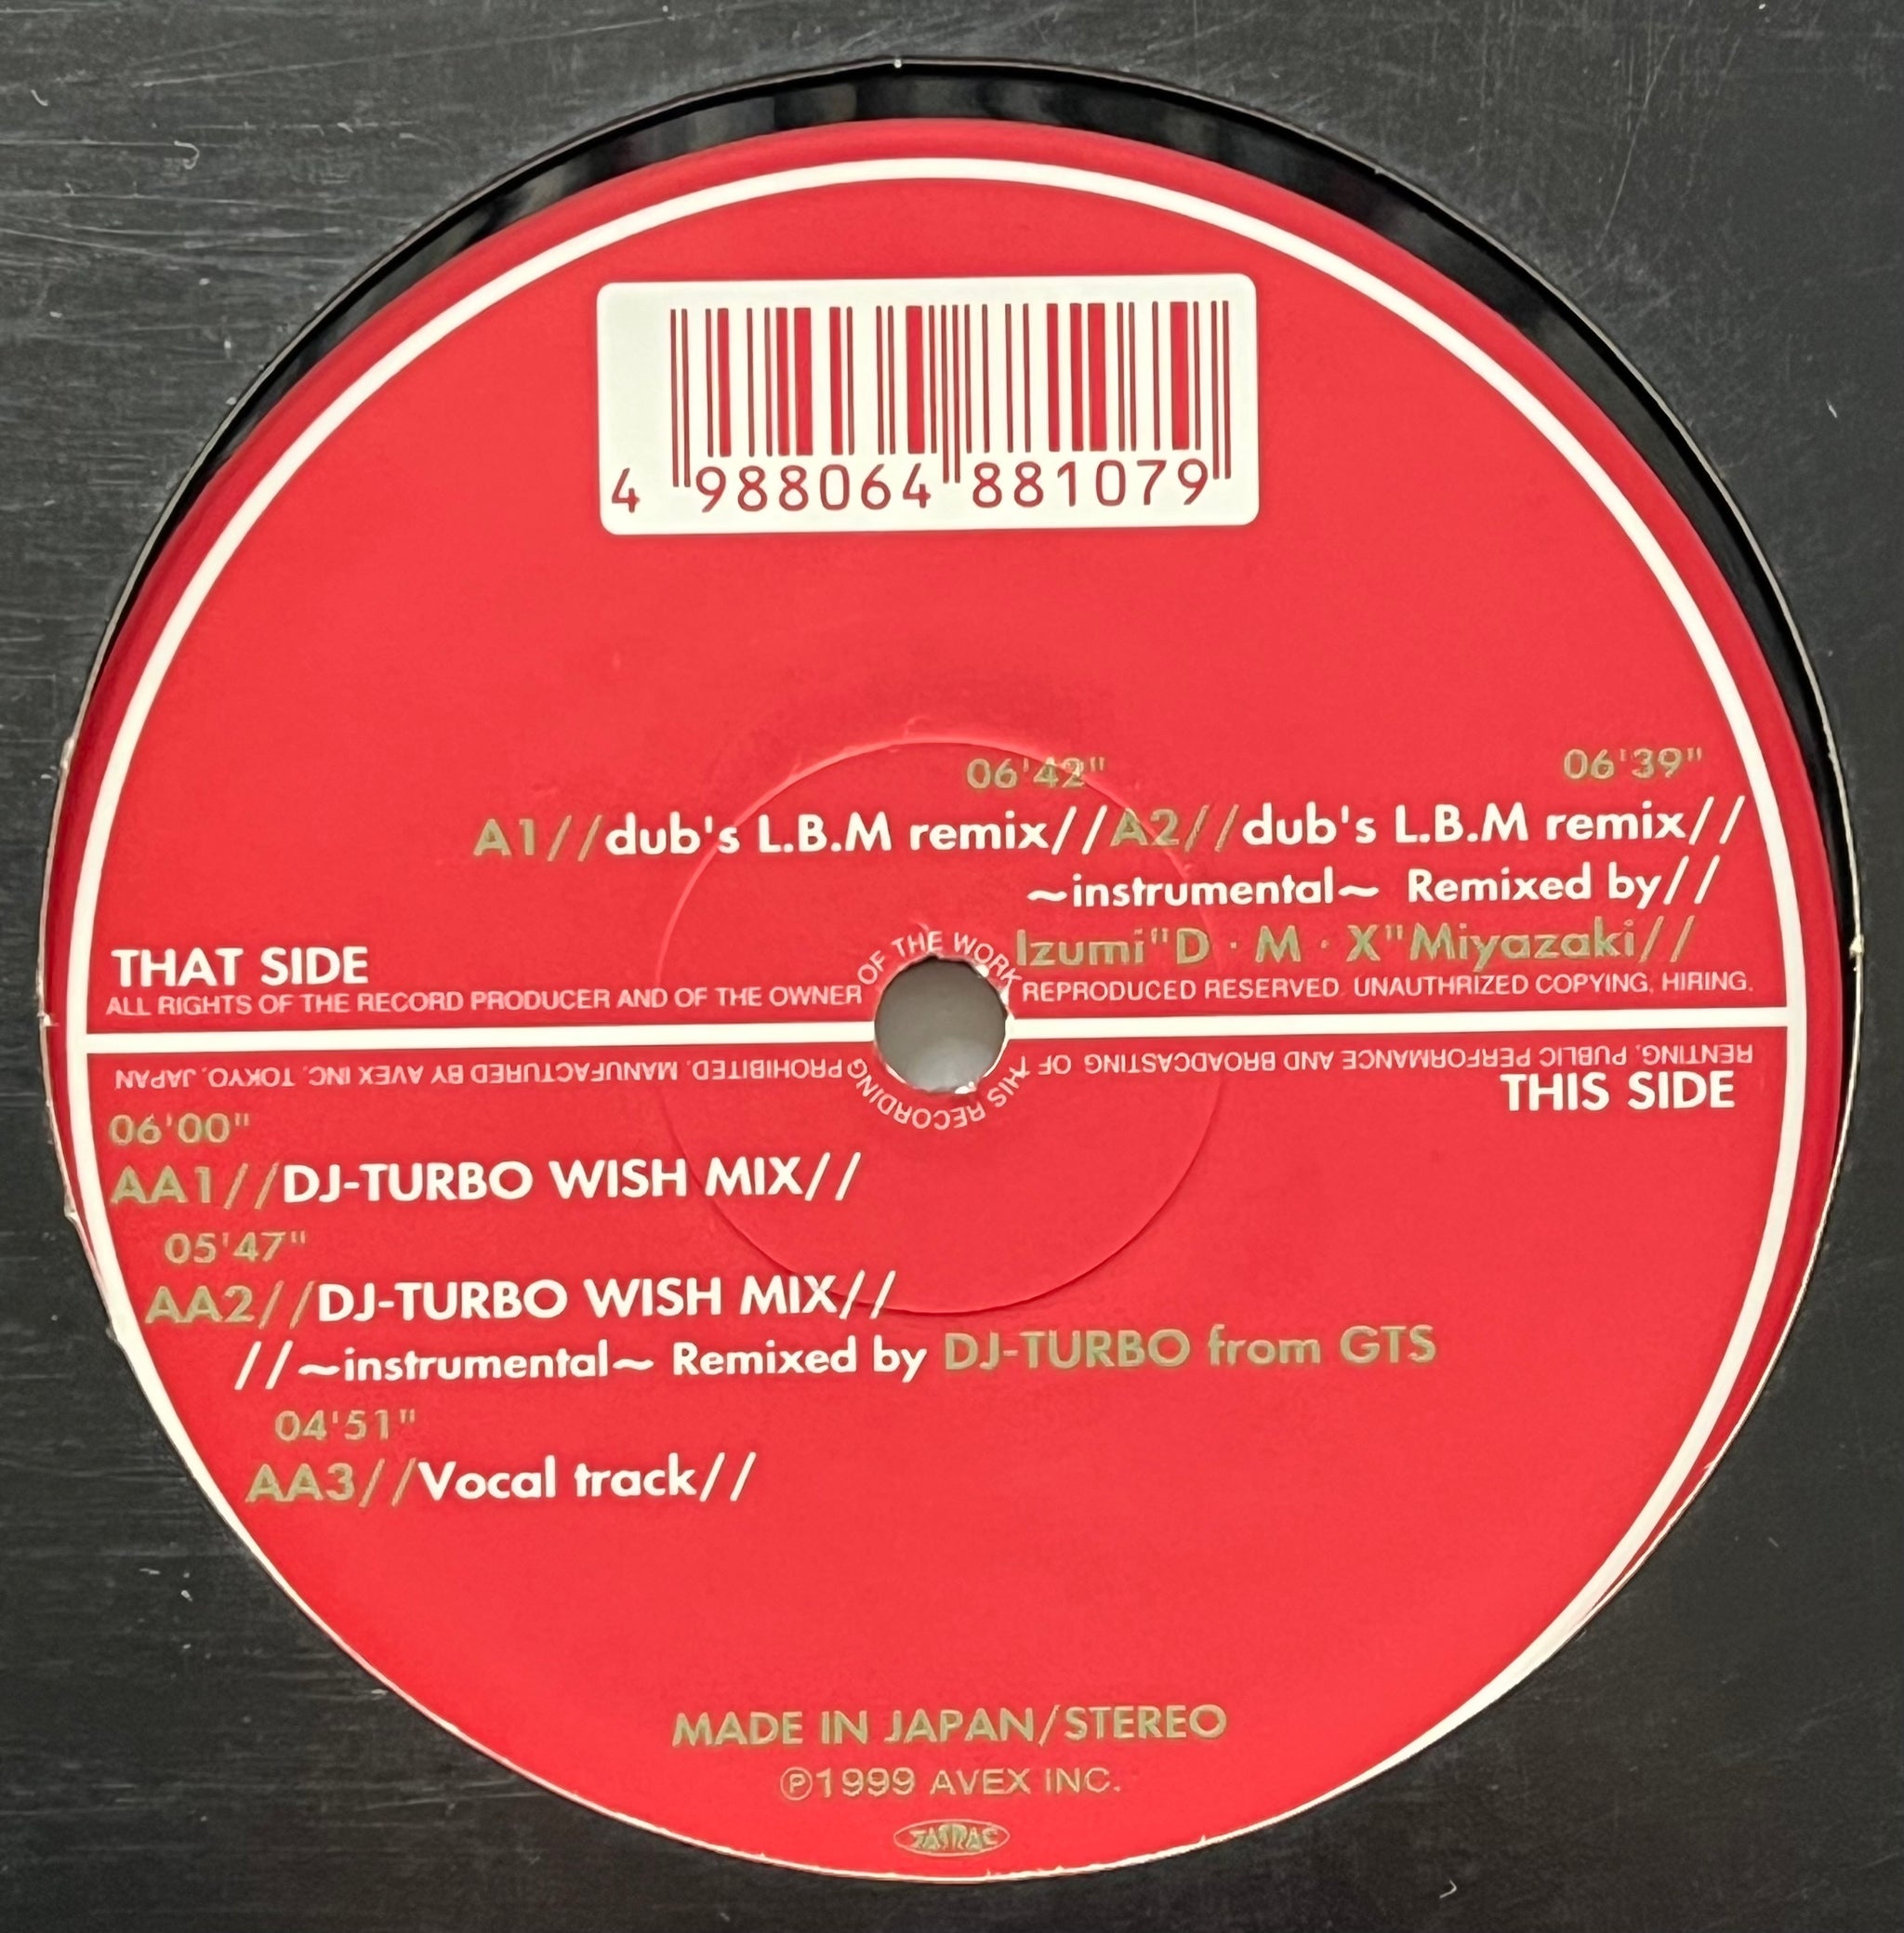 4 988064 881079
06'42" 06'39"
A1//dub's L.B.M remix//A2//dub's L.B.M remix//
~instrumental~ Remixed by//
Izumi"D・M・X"Miyazaki//
THAT SIDE
ALL RIGHTS OF THE RECORD PRODUCER AND OF THE OWNER OF THE WORK REPRODUCED RESERVED. UNAUTHRIZED COPYING, HIRING.
RENTING, PUBLIC PERFORMANCE AND BROADCASTING OF THIS RECORDING PROHIBITED. MANUFACTURED BY AVEX INC. TOKYO. JAPAN
THIS SIDE
06'00"
AA1//DJ-TURBO WISH MIX//
05'47"
AA2//DJ-TURBO WISH MIX//
//~instrumental~ Remixed by DJ-TURBO from GTS
04'51"
AA3//Vocal track//
MADE IN JAPAN/STEREO
Ⓟ1999 AVEX INC.
JASRAC